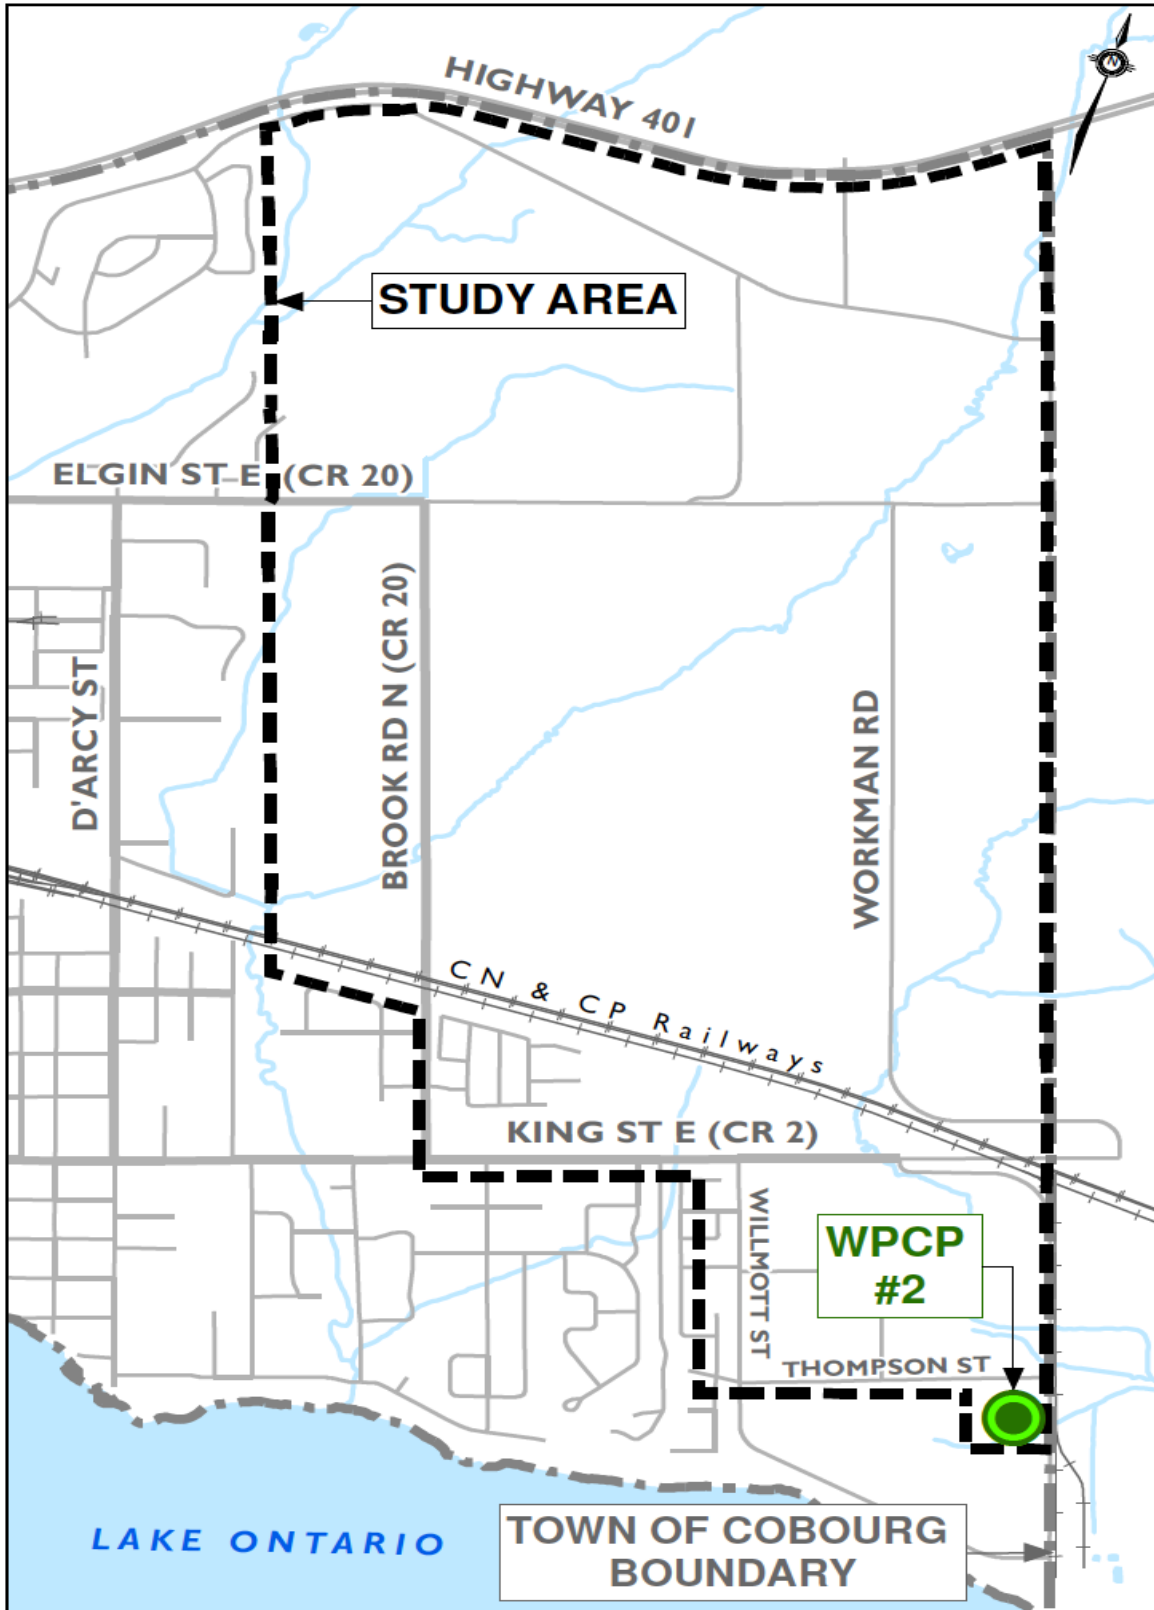 N
HIGHWAY 401
STUDY AREA
ELGIN ST E (CR 20)
BROOK RD N (CR 20)
D'ARCY ST
WORKMAN RD
CN & CP Railways
KING ST E (CR 2)
WILLMOTT ST
WPCP
#2
THOMPSON ST
LAKE ONTARIO
TOWN OF COBOURG
BOUNDARY